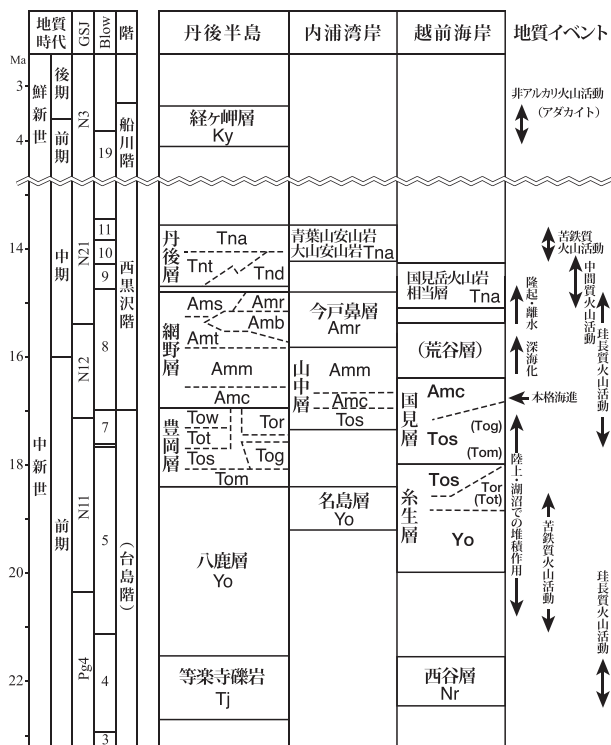 地質時代 GSJ Blow 階 丹後半島 内浦湾岸 越前海岸 地質イベント
Ma
3
4
14
16
18
20
22
鮮新世
後期
前期
中新世
中期
前期
N3
N21
N12
N11
Pg4
19
11
10
9
8
7
5
4
3
船川階
西黒沢階
(台島階)
経ヶ岬層
Ky
丹後層
Tna
Tnt
Tnd
網野層
Ams
Amr
Amb
Amt
Amm
Amc
豊岡層
Tow
Tor
Tot
Tos
Tog
Tom
八鹿層
Yo
等楽寺礫岩
Tj
青葉山安山岩
大山安山岩Tna
今戸鼻層
Amr
山中層
Amm
Amc
Tos
名島層
Yo
国見岳火山岩
相当層
Tna
(荒谷層)
国見層
Amc
Tos
(Tog)
(Tom)
糸生層
Tos
Tor
(Tot)
Yo
西谷層
Nr
非アルカリ火山活動
(アダカイト)
苦鉄質
火山活動
中間質火山活動
隆起・離水
深海化
珪長質火山活動
本格海進
陸上・湖沼での堆積作用
苦鉄質火山活動
珪長質火山活動